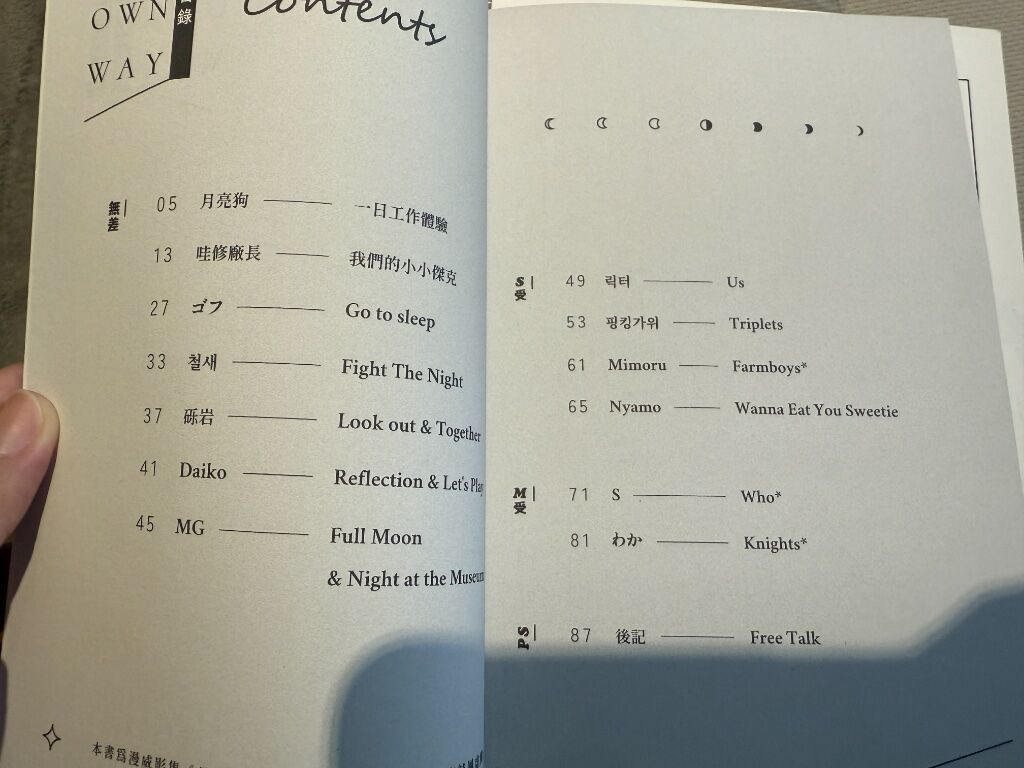 OWN
WAY
目錄
Contents
無差
05 月亮狗 一日工作體驗
13 哇修廠長 我們的小小傑克
27 ゴフ Go to sleep
33 철새 Fight The Night
37 砾岩 Look out & Together
41 Daiko Reflection & Let's Play
45 MG Full Moon
& Night at the Museum
本書爲漫威影集
S受
49 릭터 Us
53 핑킹가위 Triplets
61 Mimoru Farmboys*
65 Nyamo Wanna Eat You Sweetie
M受
71 S Who*
81 わか Knights*
PS
87 後記 Free Talk